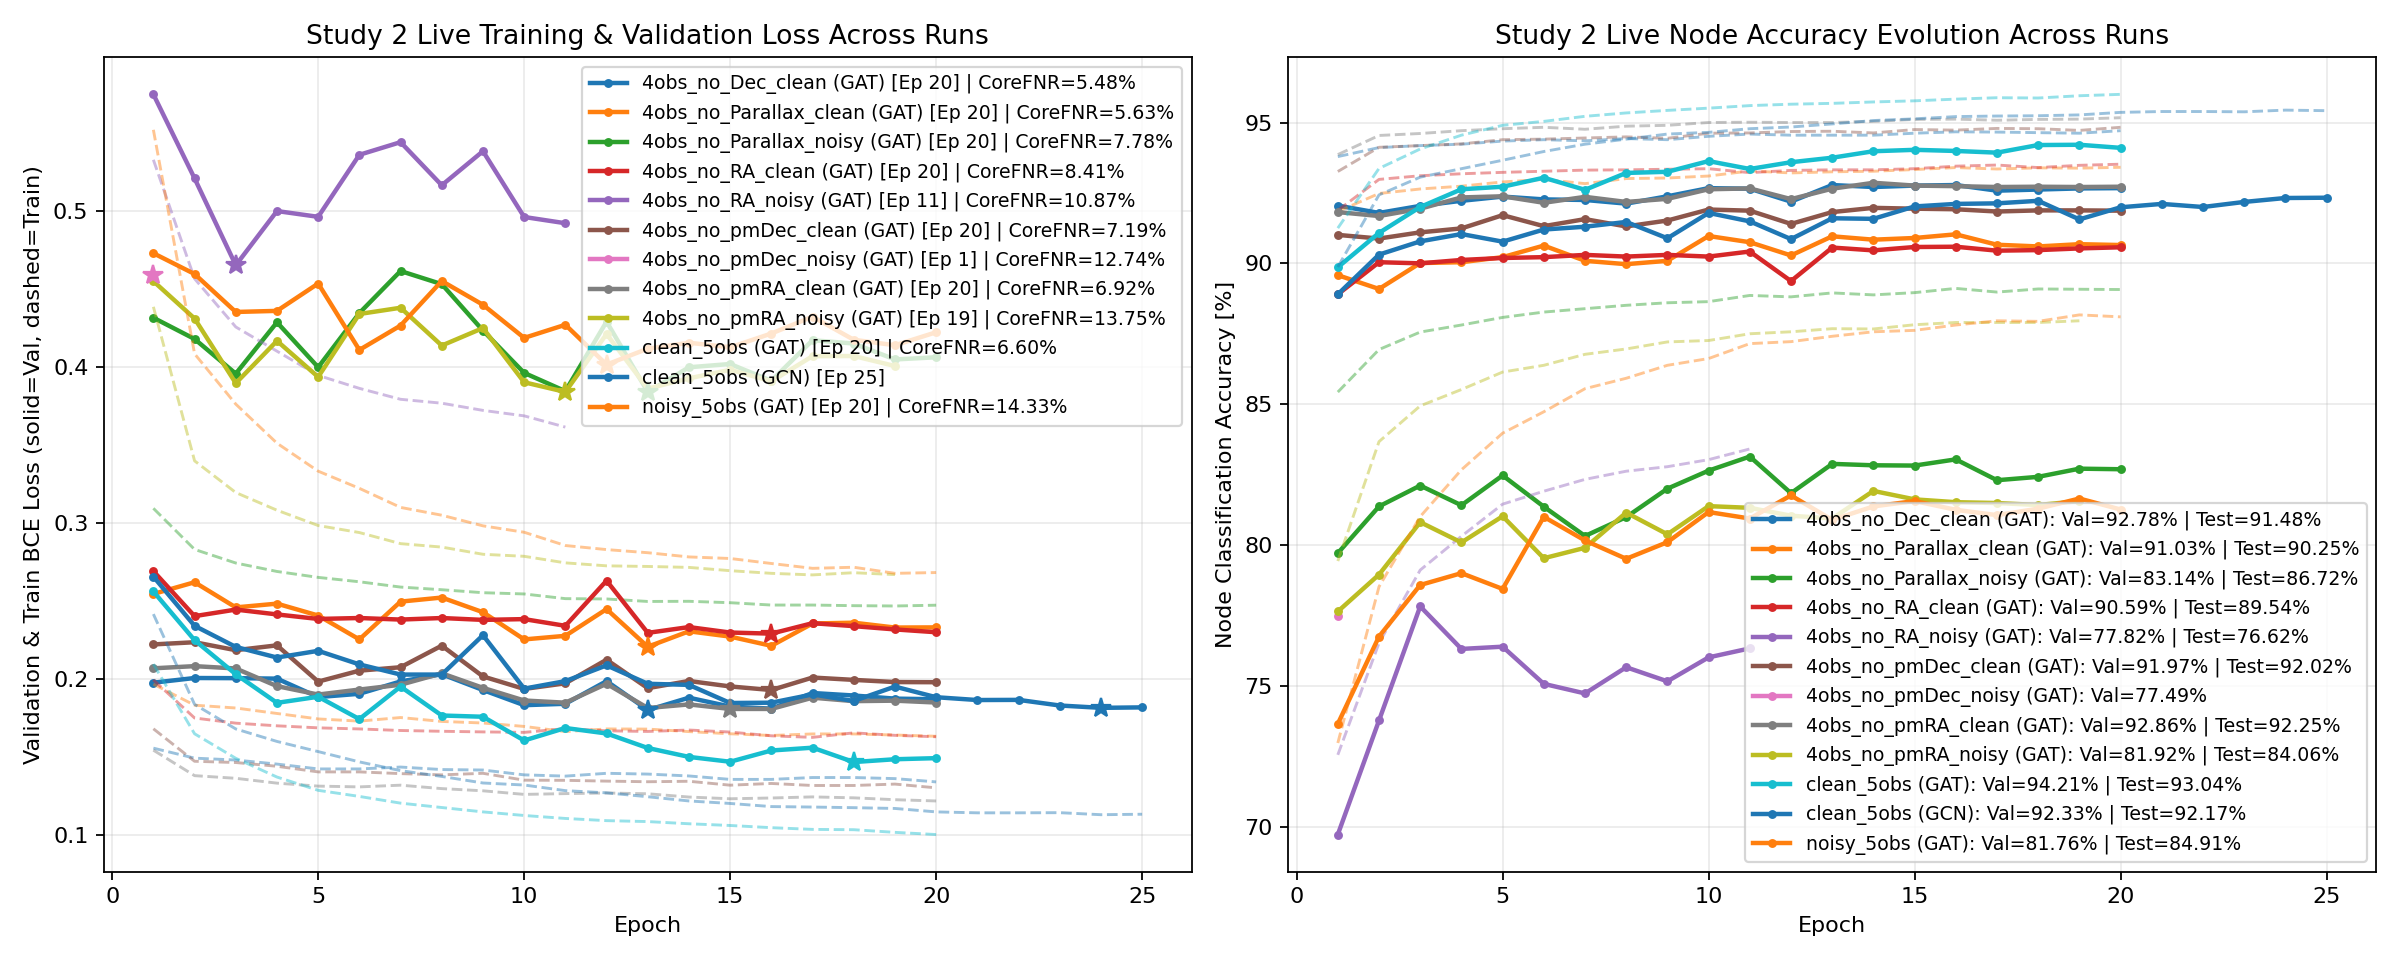 Study 2 Live Training & Validation Loss Across Runs
Validation & Train BCE Loss (solid=Val, dashed=Train)
0.5
0.4
0.3
0.2
0.1
4obs_no_Dec_clean (GAT) [Ep 20] | CoreFNR=5.48%
4obs_no_Parallax_clean (GAT) [Ep 20] | CoreFNR=5.63%
4obs_no_Parallax_noisy (GAT) [Ep 20] | CoreFNR=7.78%
4obs_no_RA_clean (GAT) [Ep 20] | CoreFNR=8.41%
4obs_no_RA_noisy (GAT) [Ep 11] | CoreFNR=10.87%
4obs_no_pmDec_clean (GAT) [Ep 20] | CoreFNR=7.19%
4obs_no_pmDec_noisy (GAT) [Ep 1] | CoreFNR=12.74%
4obs_no_pmRA_clean (GAT) [Ep 20] | CoreFNR=6.92%
4obs_no_pmRA_noisy (GAT) [Ep 19] | CoreFNR=13.75%
clean_5obs (GAT) [Ep 20] | CoreFNR=6.60%
clean_5obs (GCN) [Ep 25]
noisy_5obs (GAT) [Ep 20] | CoreFNR=14.33%
0
5
10
15
20
25
Epoch
Study 2 Live Node Accuracy Evolution Across Runs
Node Classification Accuracy [%]
95
90
85
80
75
70
4obs_no_Dec_clean (GAT): Val=92.78% | Test=91.48%
4obs_no_Parallax_clean (GAT): Val=91.03% | Test=90.25%
4obs_no_Parallax_noisy (GAT): Val=83.14% | Test=86.72%
4obs_no_RA_clean (GAT): Val=90.59% | Test=89.54%
4obs_no_RA_noisy (GAT): Val=77.82% | Test=76.62%
4obs_no_pmDec_clean (GAT): Val=91.97% | Test=92.02%
4obs_no_pmDec_noisy (GAT): Val=77.49%
4obs_no_pmRA_clean (GAT): Val=92.86% | Test=92.25%
4obs_no_pmRA_noisy (GAT): Val=81.92% | Test=84.06%
clean_5obs (GAT): Val=94.21% | Test=93.04%
clean_5obs (GCN): Val=92.33% | Test=92.17%
noisy_5obs (GAT): Val=81.76% | Test=84.91%
0
5
10
15
20
25
Epoch